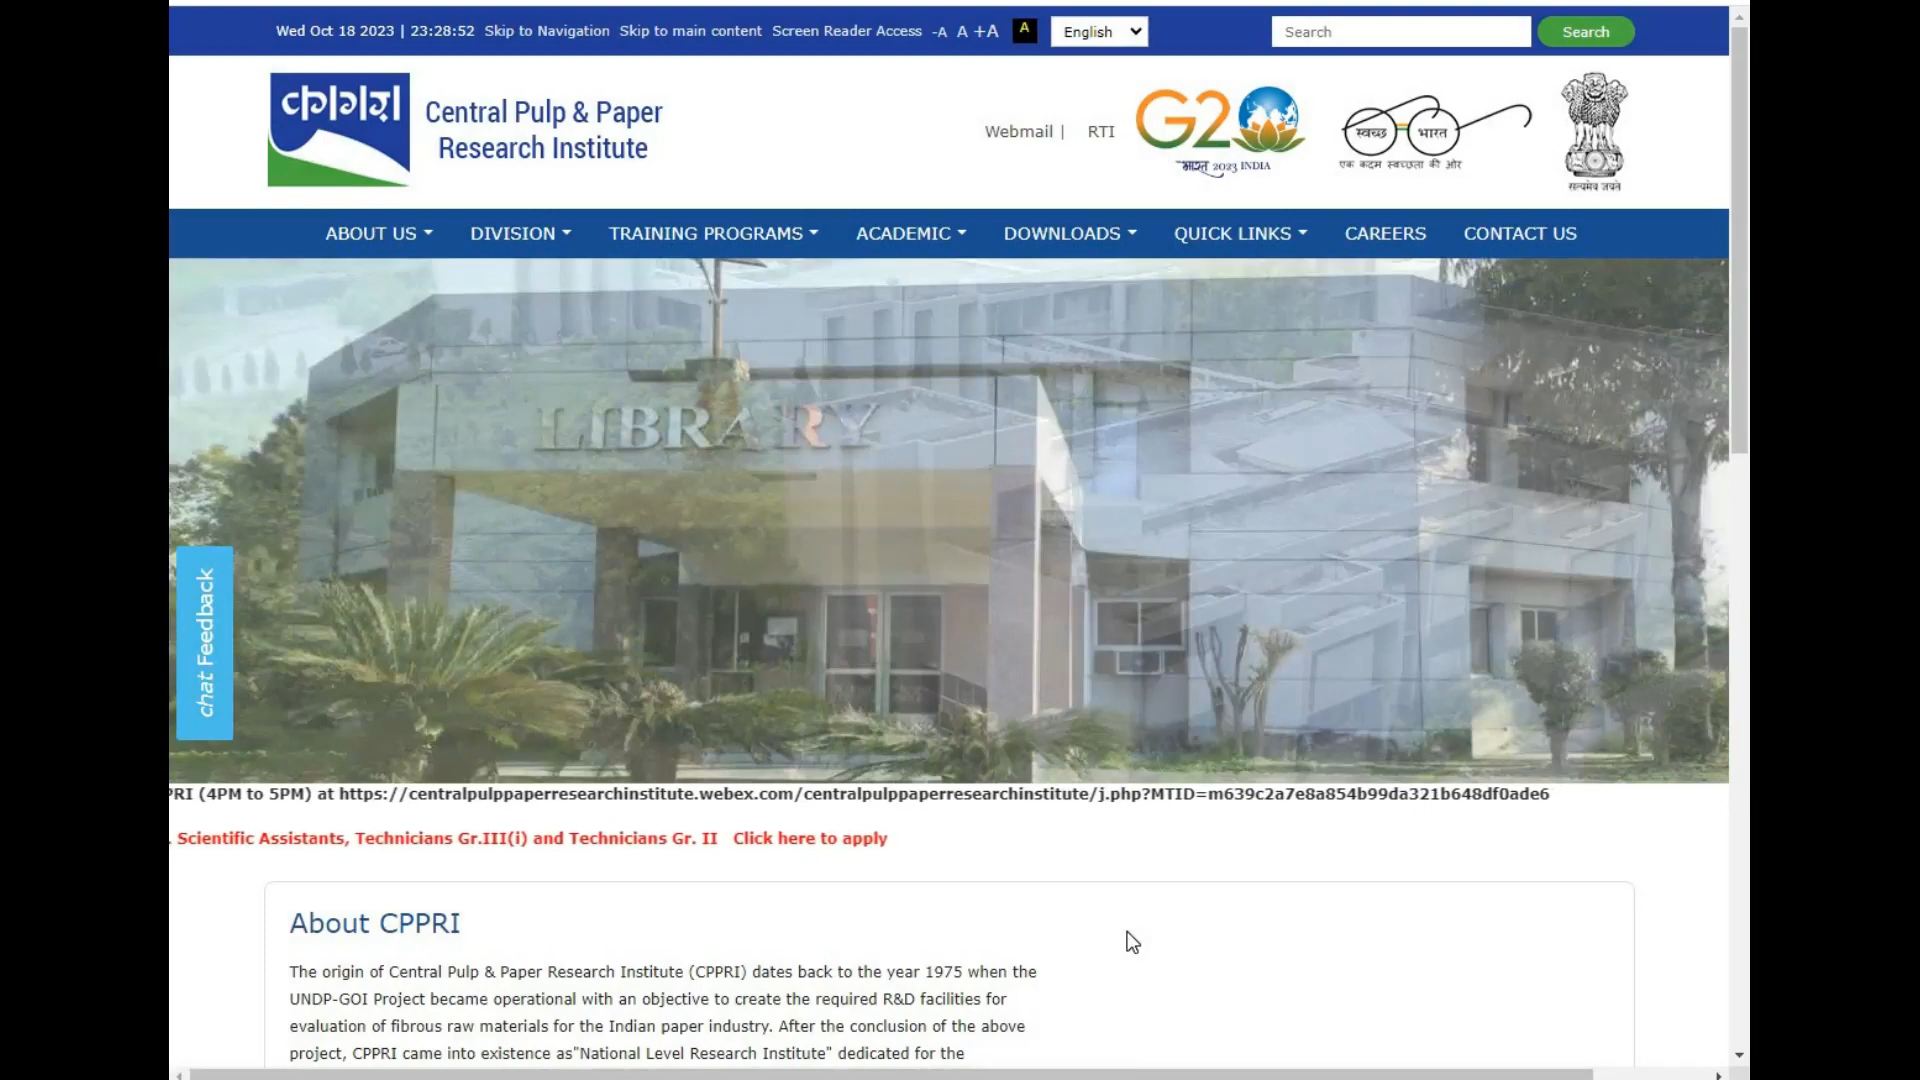 Wed Oct 18 2023 | 23:28:52 Skip to Navigation Skip to main content Screen Reader Access -A A +A A English Search Search
कागरा
Central Pulp & Paper
Research Institute
Webmail | RTI
G20
भारत 2023 INDIA
स्वच्छ भारत
एक कदम स्वच्छता की ओर
सत्यमेव जयते
ABOUT US DIVISION TRAINING PROGRAMS ACADEMIC DOWNLOADS QUICK LINKS CAREERS CONTACT US
LIBRARY
chat Feedback
PRI (4PM to 5PM) at https://centralpulppaperresearchinstitute.webex.com/centralpulppaperresearchinstitute/j.php?MTID=m639c2a7e8a854b99da321b648df0ade6
. Scientific Assistants, Technicians Gr.III(i) and Technicians Gr. II Click here to apply
About CPPRI
The origin of Central Pulp & Paper Research Institute (CPPRI) dates back to the year 1975 when the
UNDP-GOI Project became operational with an objective to create the required R&D facilities for
evaluation of fibrous raw materials for the Indian paper industry. After the conclusion of the above
project, CPPRI came into existence as"National Level Research Institute" dedicated for the